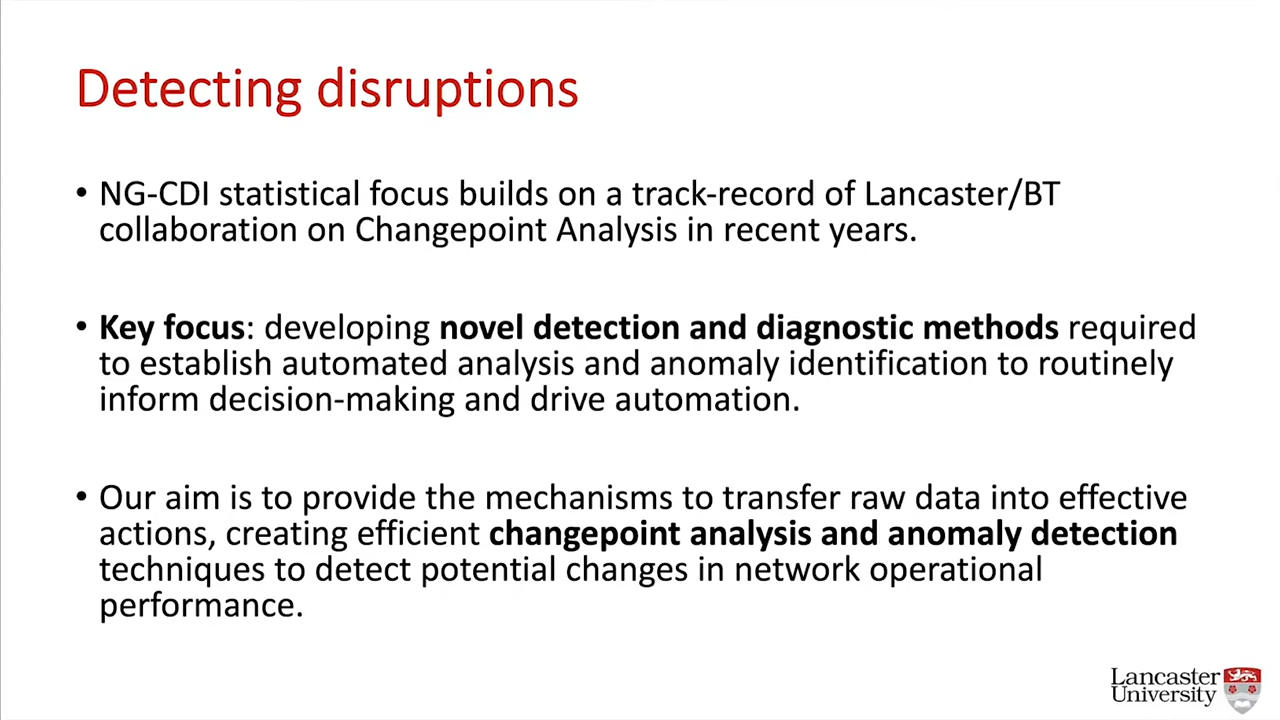 Detecting disruptions
• NG-CDI statistical focus builds on a track-record of Lancaster/BT
collaboration on Changepoint Analysis in recent years.
• Key focus: developing novel detection and diagnostic methods required
to establish automated analysis and anomaly identification to routinely
inform decision-making and drive automation.
• Our aim is to provide the mechanisms to transfer raw data into effective
actions, creating efficient changepoint analysis and anomaly detection
techniques to detect potential changes in network operational
performance.
Lancaster
University